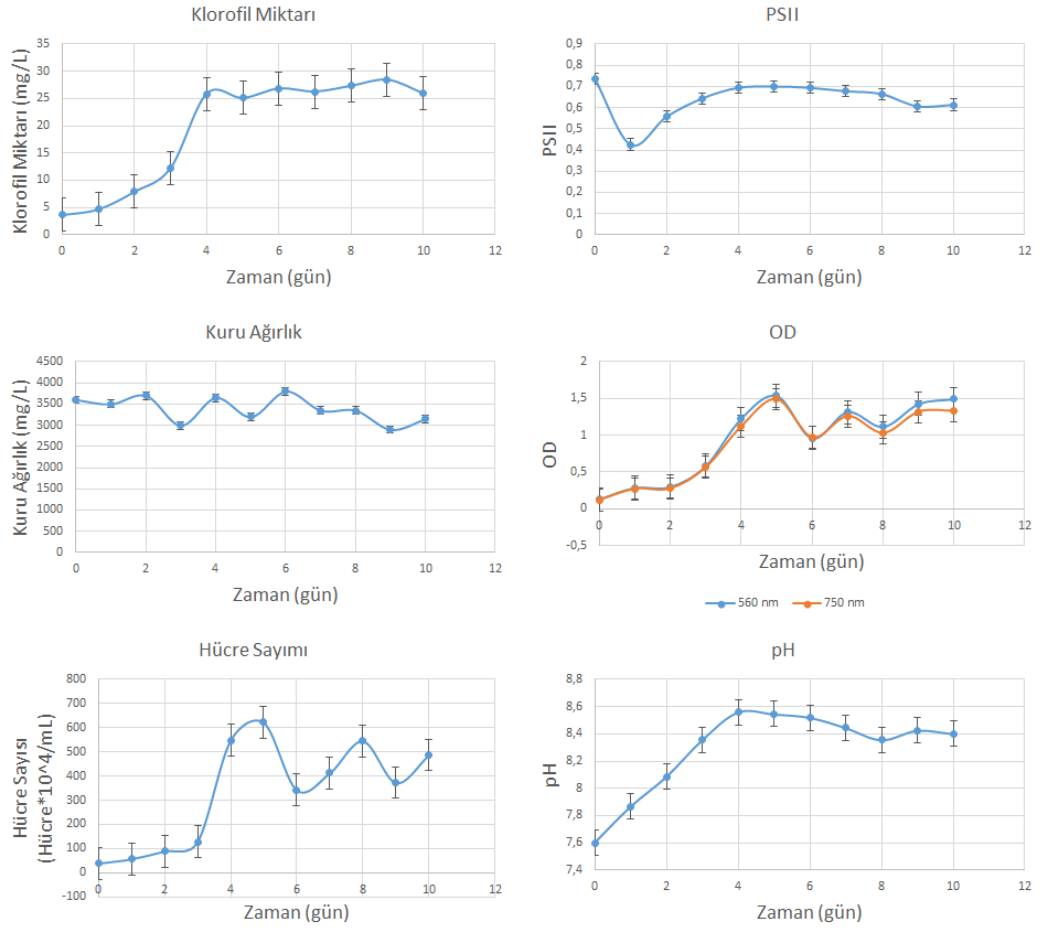 Klorofil Miktarı
Klorofil Miktarı (mg/L)
35
30
25
20
15
10
5
0
0 2 4 6 8 10 12
Zaman (gün)
PSII
PSII
0,9
0,8
0,7
0,6
0,5
0,4
0,3
0,2
0,1
0
0 2 4 6 8 10 12
Zaman (gün)
Kuru Ağırlık
Kuru Ağırlık (mg/L)
4500
4000
3500
3000
2500
2000
1500
1000
500
0
0 2 4 6 8 10 12
Zaman (gün)
OD
OD
2
1,5
1
0,5
0
-0,5
0 2 4 6 8 10 12
Zaman (gün)
560 nm 750 nm
Hücre Sayımı
Hücre Sayısı
(Hücre*10^4/mL)
800
700
600
500
400
300
200
100
0
-100
0 2 4 6 8 10 12
Zaman (gün)
pH
pH
8,8
8,6
8,4
8,2
8
7,8
7,6
7,4
0 2 4 6 8 10 12
Zaman (gün)